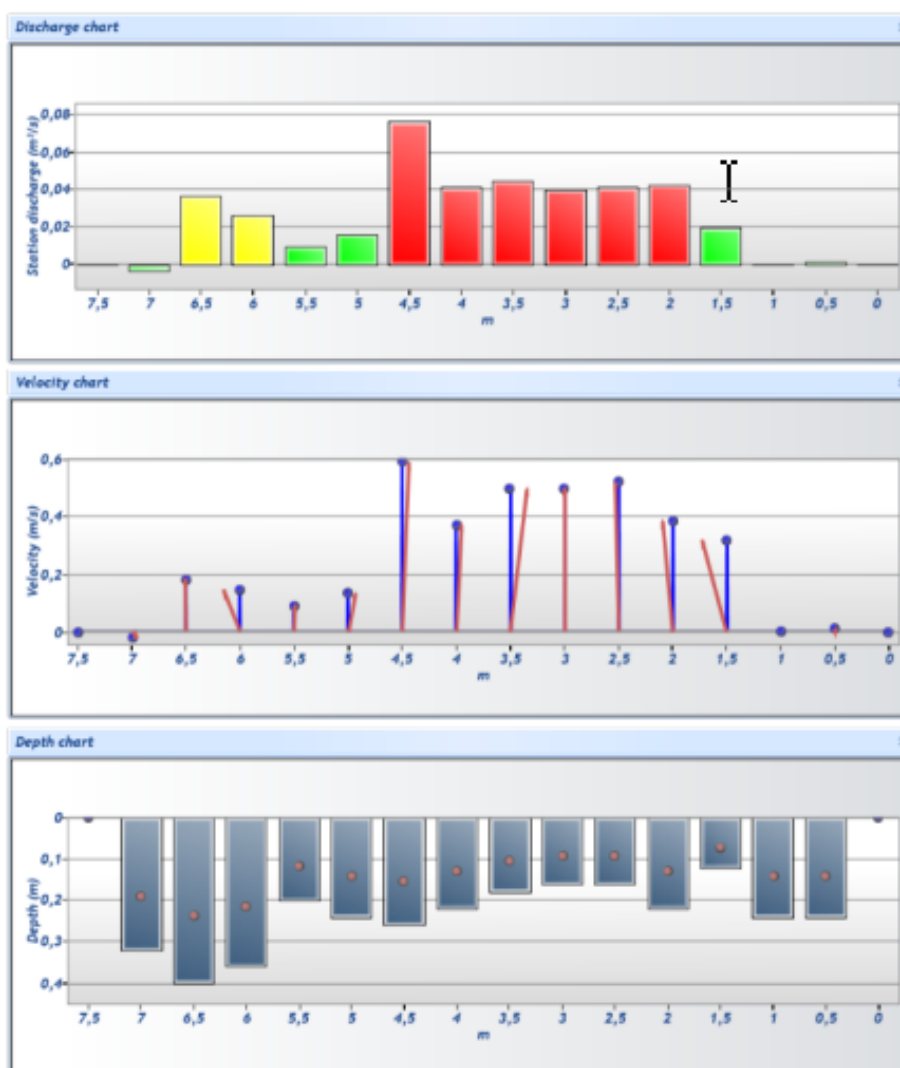 Discharge chart
Station discharge (m³/s)
0,08
0,06
0,04
0,02
0
7,5 7 6,5 6 5,5 5 4,5 4 3,5 3 2,5 2 1,5 1 0,5 0
m
Velocity chart
Velocity (m/s)
0,6
0,4
0,2
0
7,5 7 6,5 6 5,5 5 4,5 4 3,5 3 2,5 2 1,5 1 0,5 0
m
Depth chart
Depth (m)
0
0,1
0,2
0,3
0,4
7,5 7 6,5 6 5,5 5 4,5 4 3,5 3 2,5 2 1,5 1 0,5 0
m